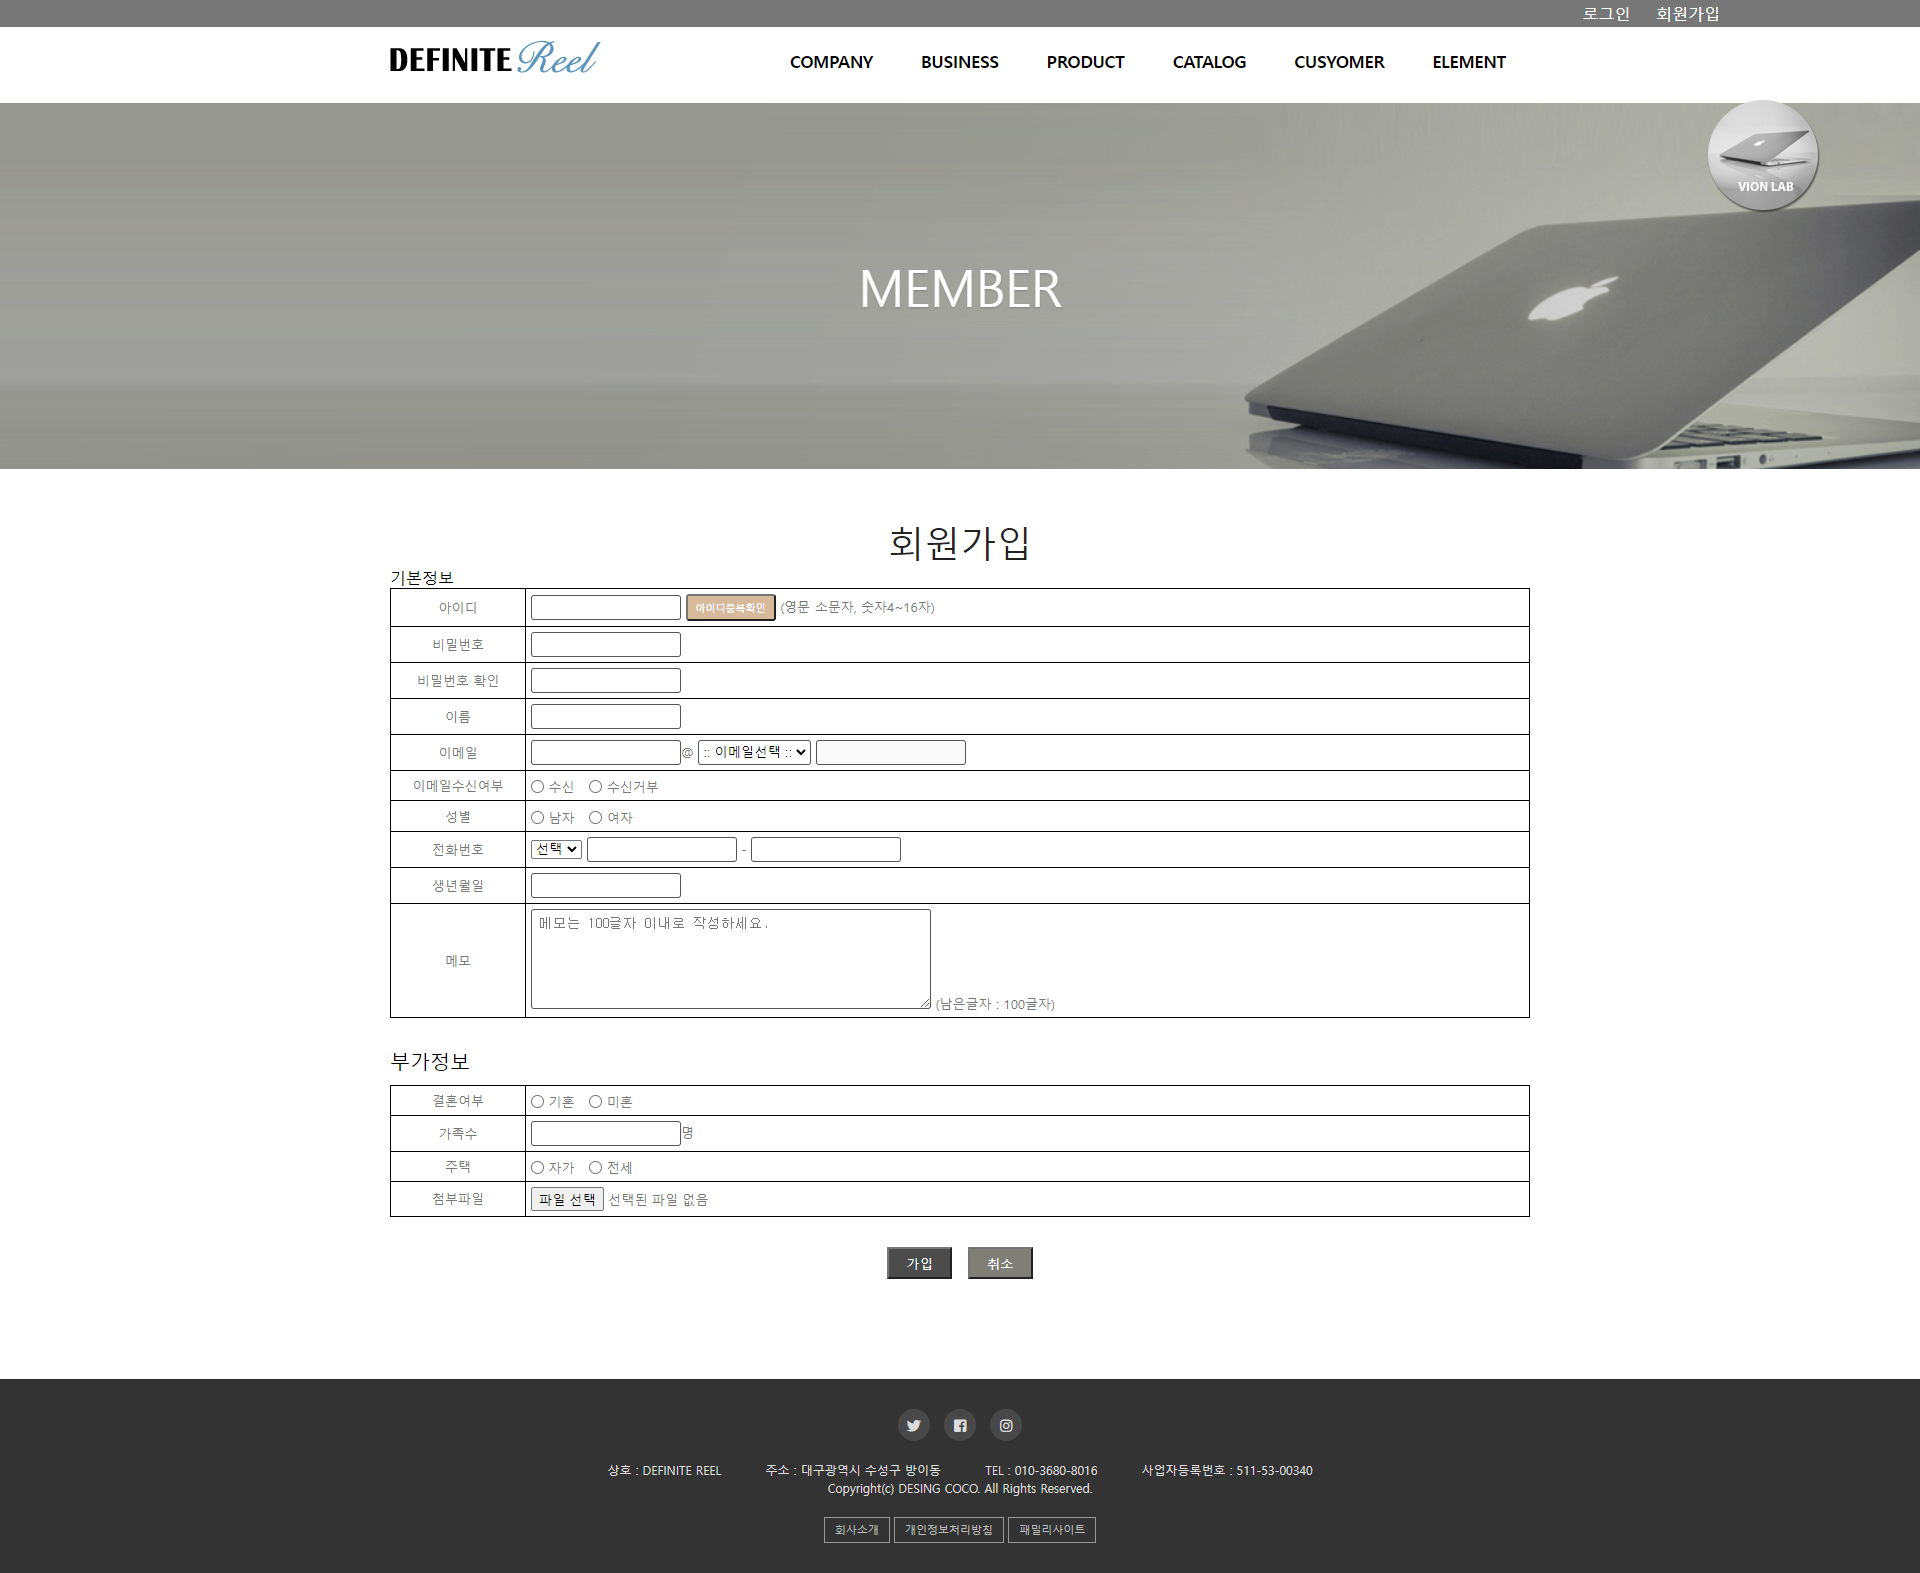 로그인 회원가입
DEFINITE Reel COMPANY BUSINESS PRODUCT CATALOG CUSYOMER ELEMENT
VION LAB
MEMBER
회원가입
기본정보
아이디 아이디중복확인 (영문 소문자, 숫자4~16자)
비밀번호
비밀번호 확인
이름
이메일 @ :: 이메일선택 ::
이메일수신여부 수신 수신거부
성별 남자 여자
전화번호 선택 -
생년월일
메모 메모는 100글자 이내로 작성하세요.
(남은글자 : 100글자)
부가정보
결혼여부 기혼 미혼
가족수 명
주택 자가 전세
첨부파일 파일 선택 선택된 파일 없음
가입 취소
상호 : DEFINITE REEL 주소 : 대구광역시 수성구 방이동 TEL : 010-3680-8016 사업자등록번호 : 511-53-00340
Copyright(c) DESING COCO. All Rights Reserved.
회사소개 개인정보처리방침 패밀리사이트